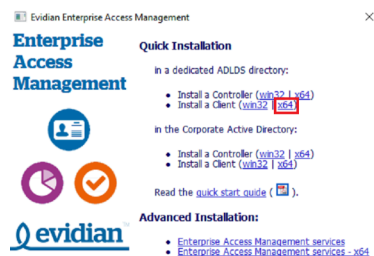 Evidian Enterprise Access Management
Enterprise
Access
Management
Quick Installation
in a dedicated ADLDS directory:
• Install a Controller (win32 | x64)
• Install a Client (win32 | x64)
in the Corporate Active Directory:
• Install a Controller (win32 | x64)
• Install a Client (win32 | x64)
Read the quick start guide ( ).
Advanced Installation:
• Enterprise Access Management services
• Enterprise Access Management services - x64
evidian